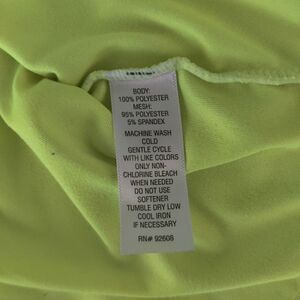 BODY:
100% POLYESTER
MESH:
95% POLYESTER
5% SPANDEX
MACHINE WASH
COLD
GENTLE CYCLE
WITH LIKE COLORS
ONLY NON-
CHLORINE BLEACH
WHEN NEEDED
DO NOT USE
SOFTENER
TUMBLE DRY LOW
COOL IRON
IF NECESSARY
RN# 92608